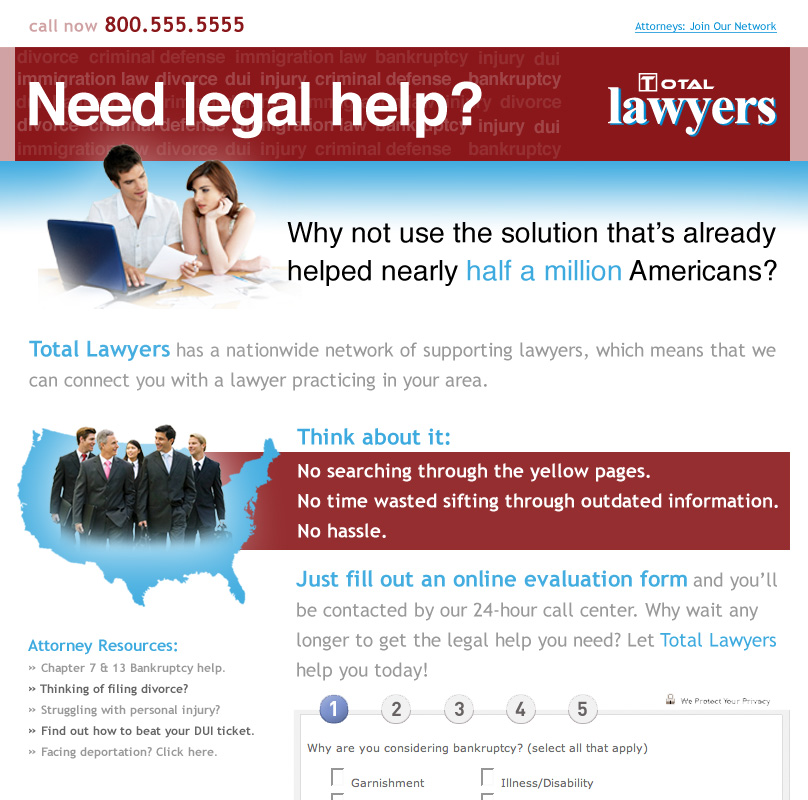 call now 800.555.5555
Attorneys: Join Our Network
divorce criminal defense immigration law bankruptcy injury dui
immigration law divorce dui injury criminal defense bankruptcy
divorce
Need legal help?
TOTAL
lawyers
divorce criminal defense immigration law bankruptcy injury dui
immigration law divorce dui injury criminal defense bankruptcy
Why not use the solution that's already
helped nearly half a million Americans?
Total Lawyers has a nationwide network of supporting lawyers, which means that we
can connect you with a lawyer practicing in your area.
Think about it:
No searching through the yellow pages.
No time wasted sifting through outdated information.
No hassle.
Just fill out an online evaluation form and you'll
be contacted by our 24-hour call center. Why wait any
longer to get the legal help you need? Let Total Lawyers
help you today!
Attorney Resources:
» Chapter 7 & 13 Bankruptcy help.
» Thinking of filing divorce?
» Struggling with personal injury?
» Find out how to beat your DUI ticket.
» Facing deportation? Click here.
1 2 3 4 5
We Protect Your Privacy
Why are you considering bankruptcy? (select all that apply)
Garnishment Illness/Disability